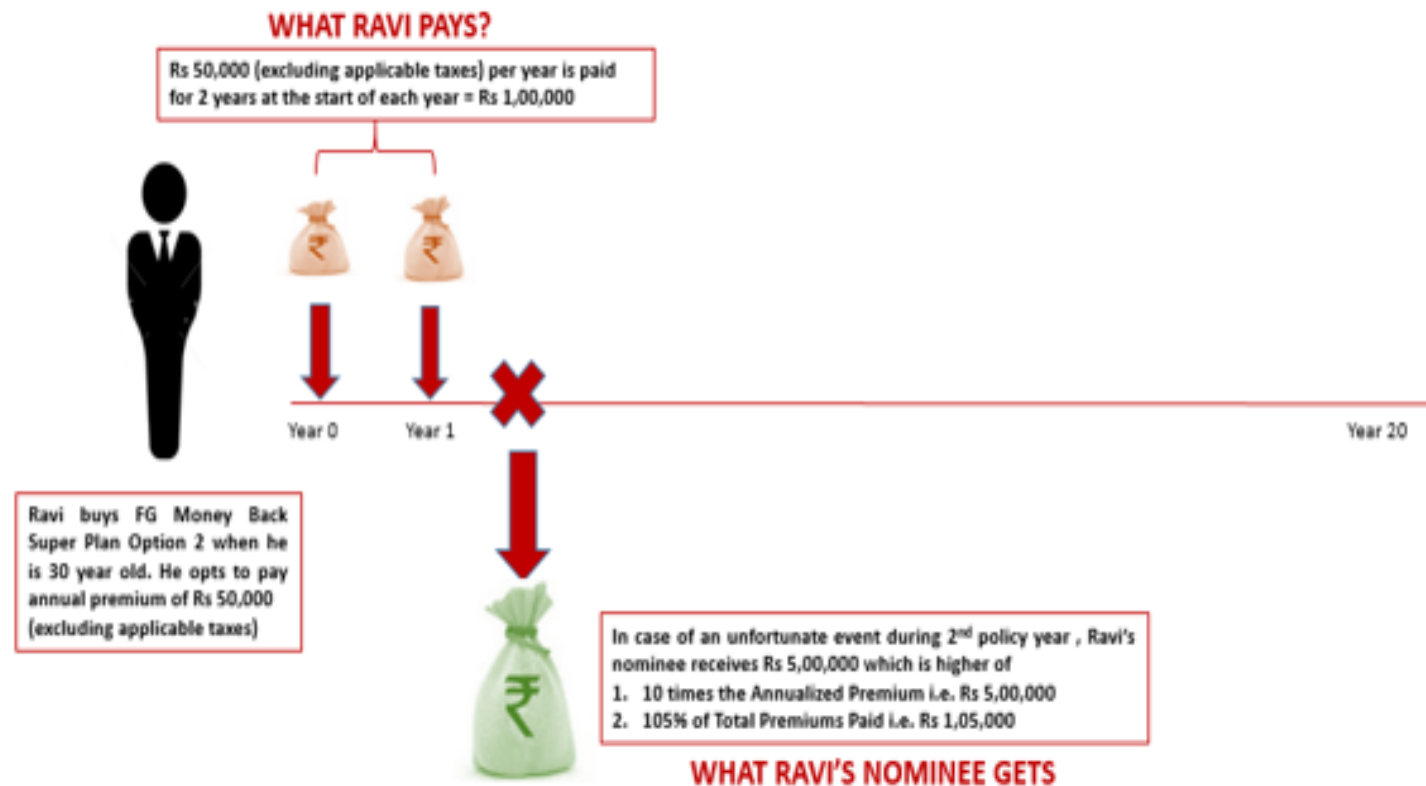 WHAT RAVI PAYS?
Rs 50,000 (excluding applicable taxes) per year is paid
for 2 years at the start of each year = Rs 1,00,000
₹
₹
Year 0
Year 1
Year 20
Ravi buys FG Money Back
Super Plan Option 2 when he
is 30 year old. He opts to pay
annual premium of Rs 50,000
(excluding applicable taxes)
₹
In case of an unfortunate event during 2nd policy year , Ravi's
nominee receives Rs 5,00,000 which is higher of
1. 10 times the Annualized Premium i.e. Rs 5,00,000
2. 105% of Total Premiums Paid i.e. Rs 1,05,000
WHAT RAVI'S NOMINEE GETS